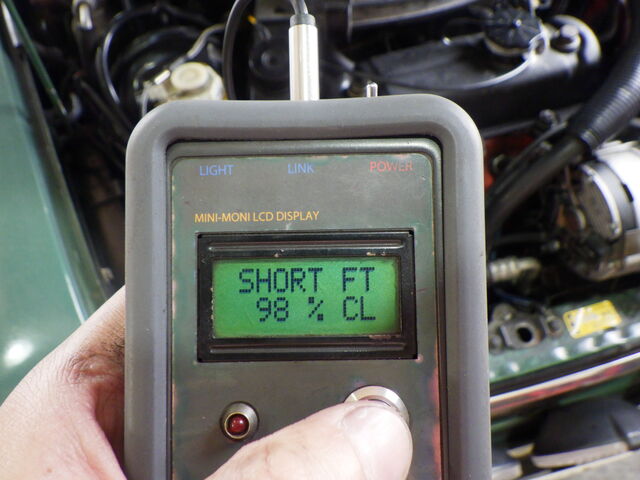 LIGHT LINK POWER
MINI-MONI LCD DISPLAY
SHORT FT
98 % CL